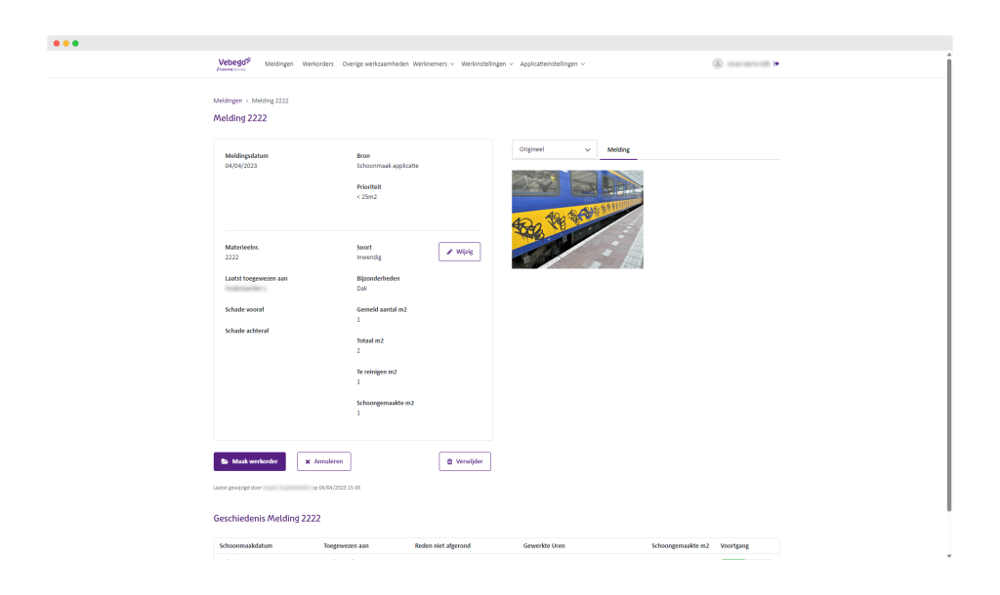 Vebego
Cleaning Services
Meldingen Werkorders Overige werkzaamheden Werknemers Werkinstellingen Applicatieinstellingen
Meldingen > Melding 2222
Melding 2222
Meldingsdatum
04/04/2023
Bron
Schoonmaak applicatie
Prioriteit
< 25m2
Materieelnr.
2222
Soort
Inwendig
Wijzig
Laatst toegewezen aan
Bijzonderheden
Dak
Schade vooraf
Gemeld aantal m2
1
Schade achteraf
Totaal m2
2
Te reinigen m2
1
Schoongemaakte m2
1
Origineel
Melding
Maak werkorder
Annuleren
Verwijder
Laatst gewijzigd door op 04/04/2023 15:45
Geschiedenis Melding 2222
Schoonmaakdatum Toegewezen aan Reden niet afgerond Gewerkte Uren Schoongemaakte m2 Voortgang